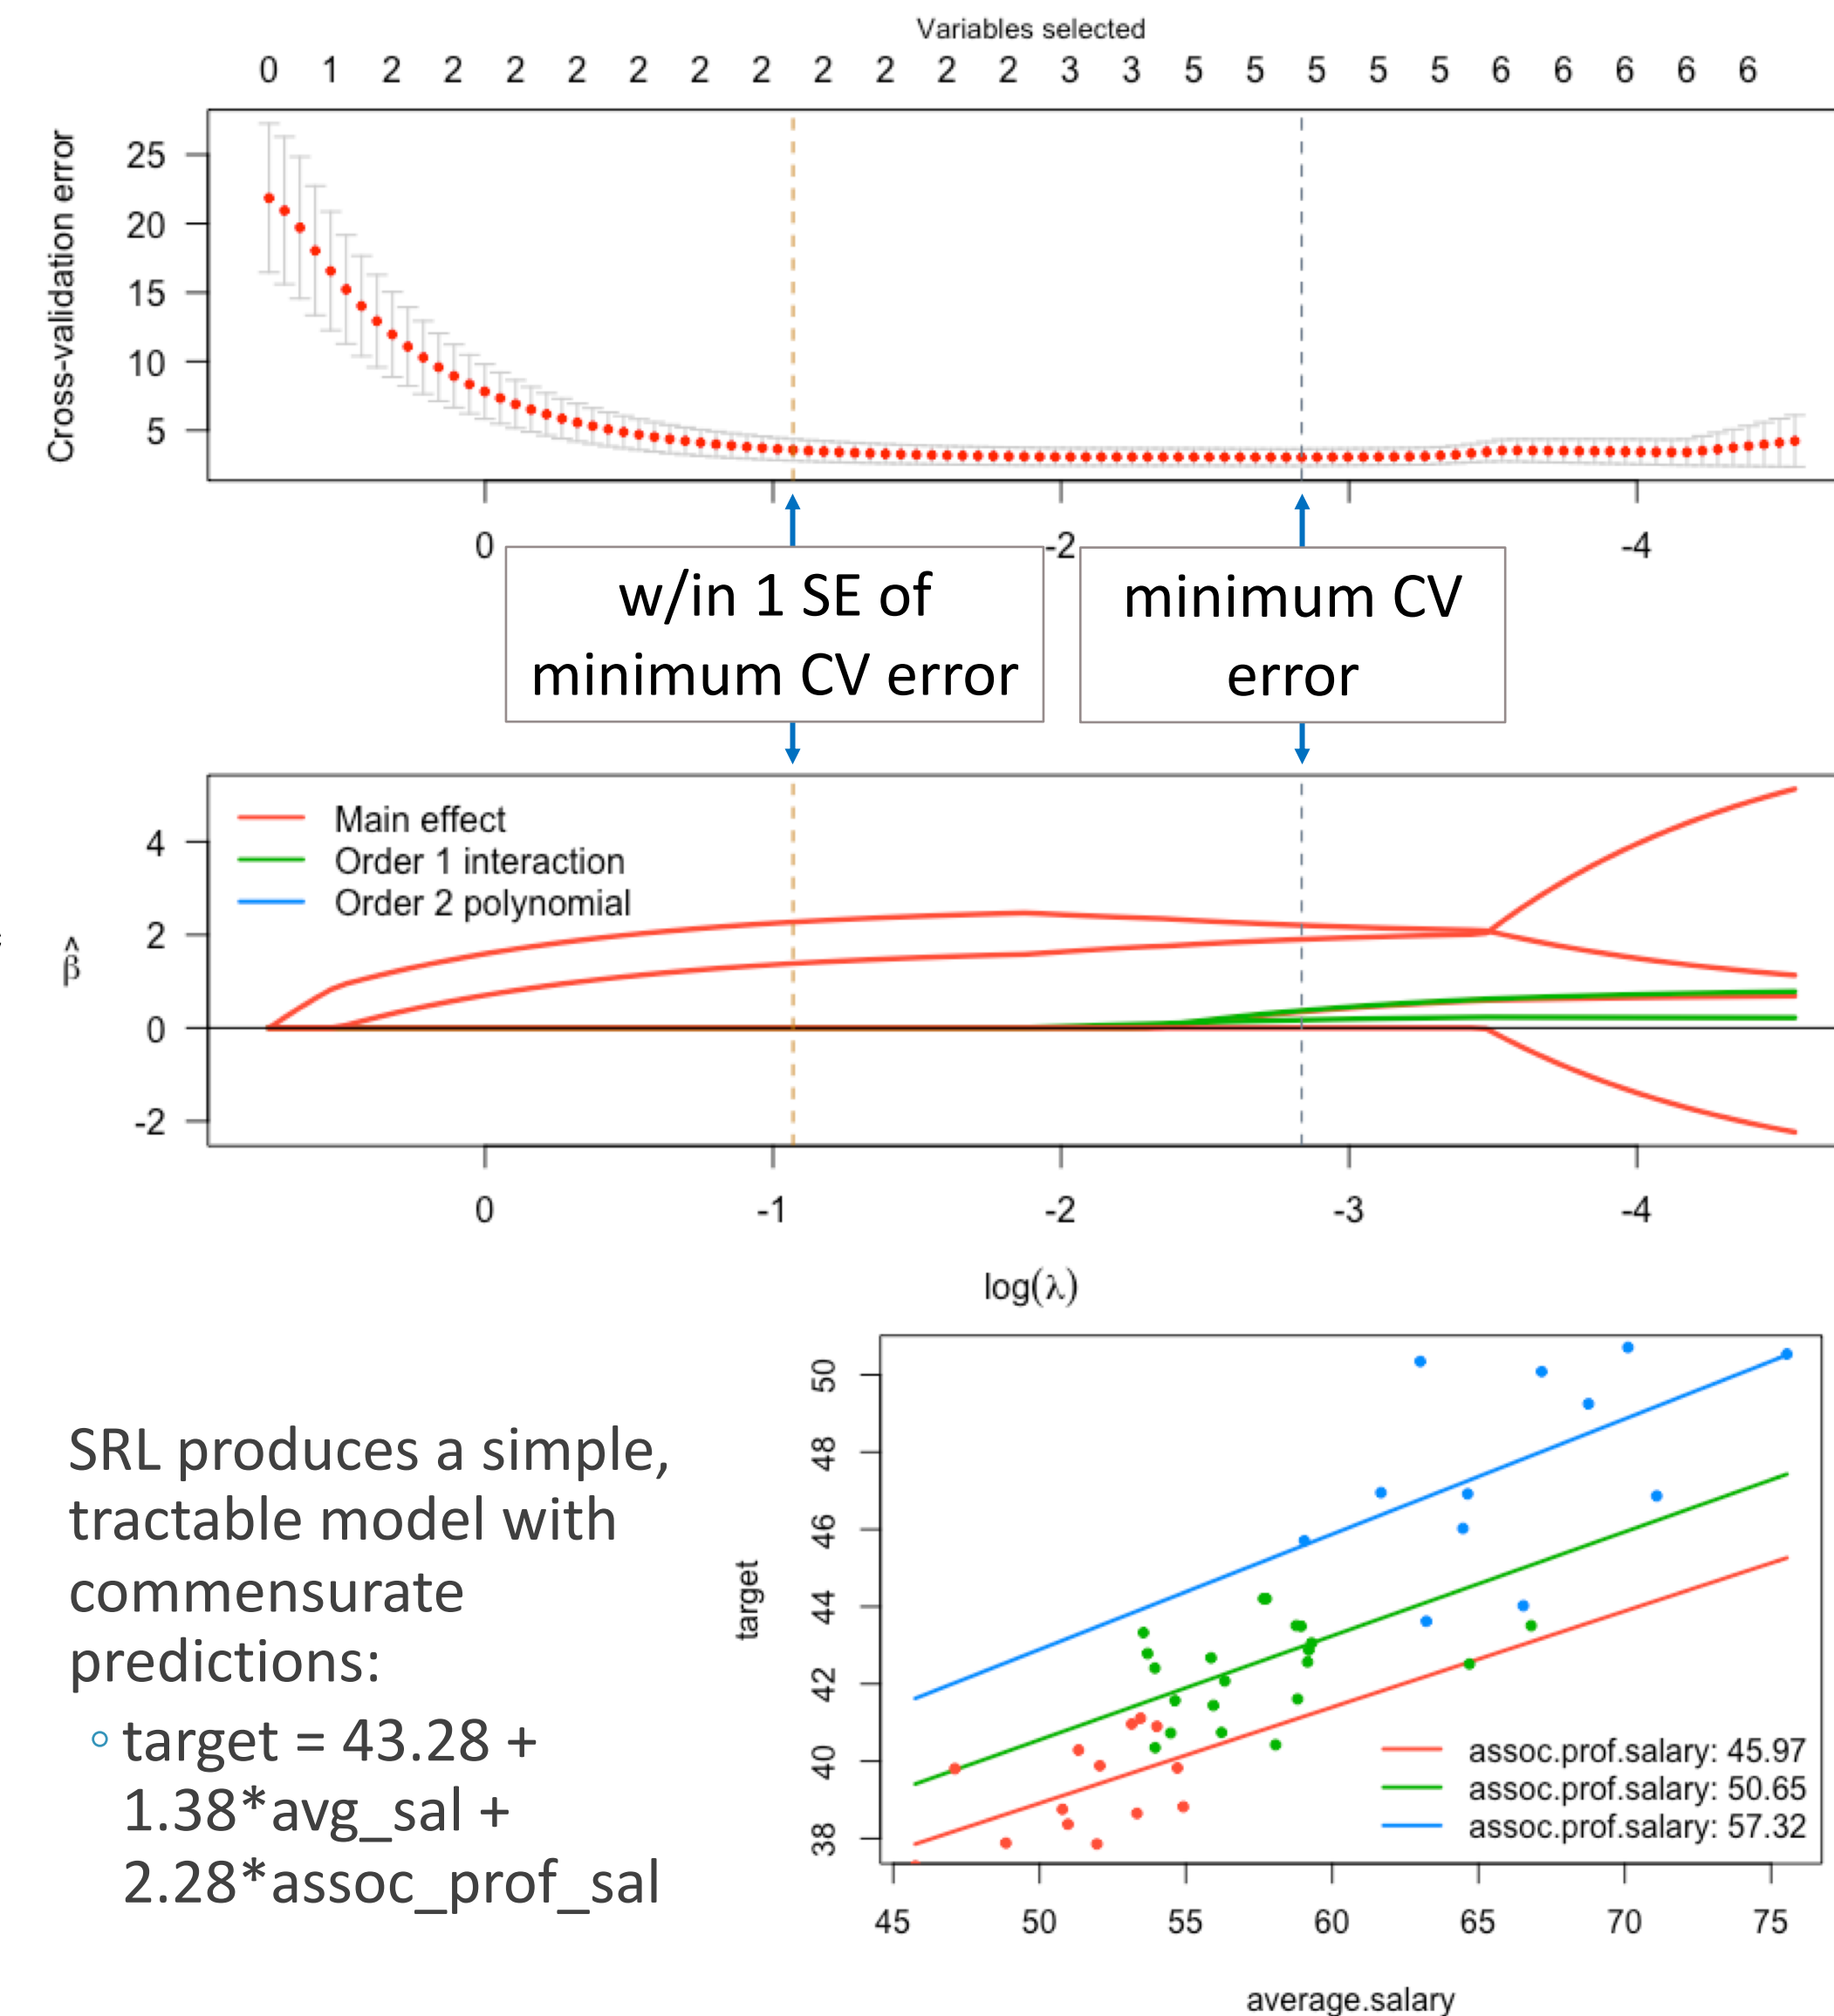 Variables selected
0 1 2 2 2 2 2 2 2 2 2 2 2 3 3 5 5 5 5 5 6 6 6 6 6
Cross-validation error
25
20
15
10
5
0 -2 -4
w/in 1 SE of
minimum CV error
minimum CV
error
Main effect
Order 1 interaction
Order 2 polynomial
β̂
4
2
0
-2
0 -1 -2 -3 -4
log(λ)
SRL produces a simple,
tractable model with
commensurate
predictions:
◦ target = 43.28 +
1.38*avg_sal +
2.28*assoc_prof_sal
target
50
48
46
44
42
40
38
assoc.prof.salary: 45.97
assoc.prof.salary: 50.65
assoc.prof.salary: 57.32
45 50 55 60 65 70 75
average.salary